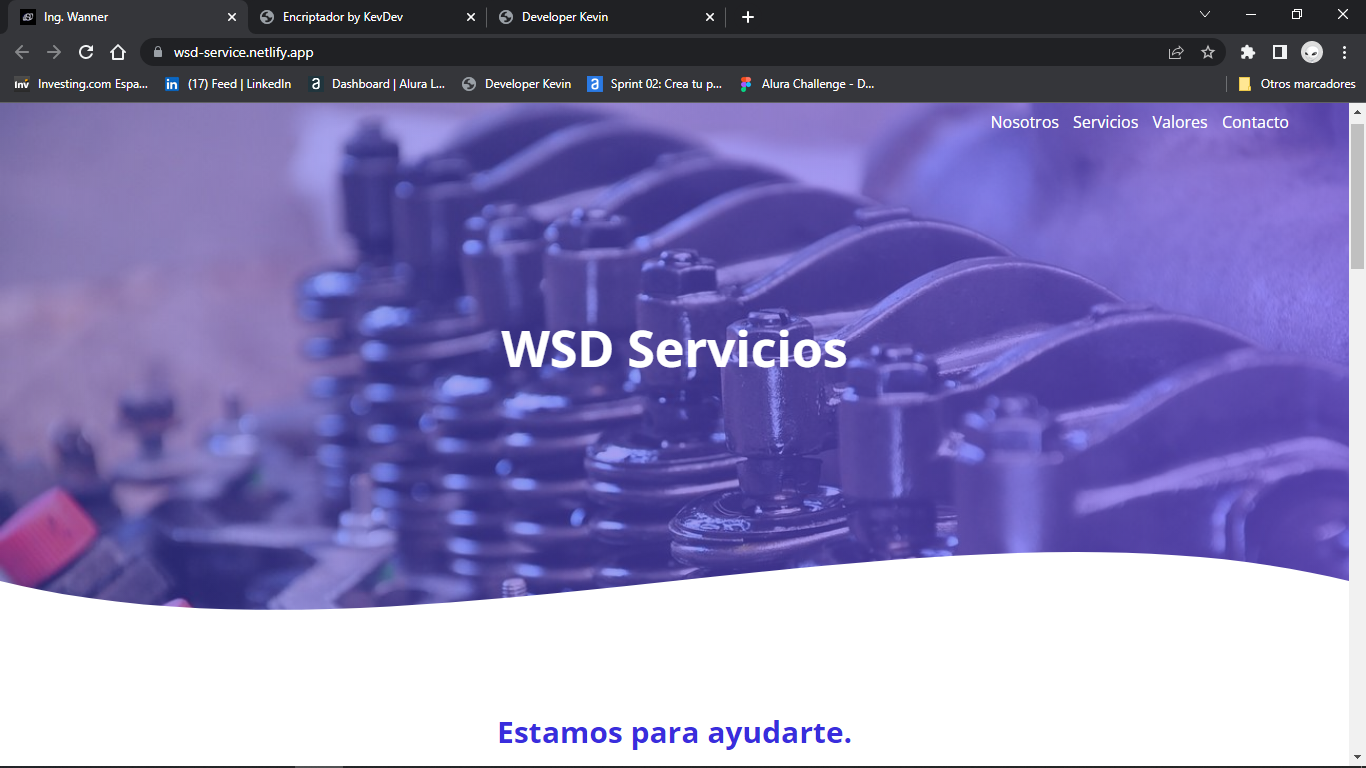 Ing. Wanner
Encriptador by KevDev
Developer Kevin
wsd-service.netlify.app
Investing.com Espa...
(17) Feed | LinkedIn
Dashboard | Alura L...
Developer Kevin
Sprint 02: Crea tu p...
Alura Challenge - D...
Otros marcadores
Nosotros Servicios Valores Contacto
WSD Servicios
Estamos para ayudarte.